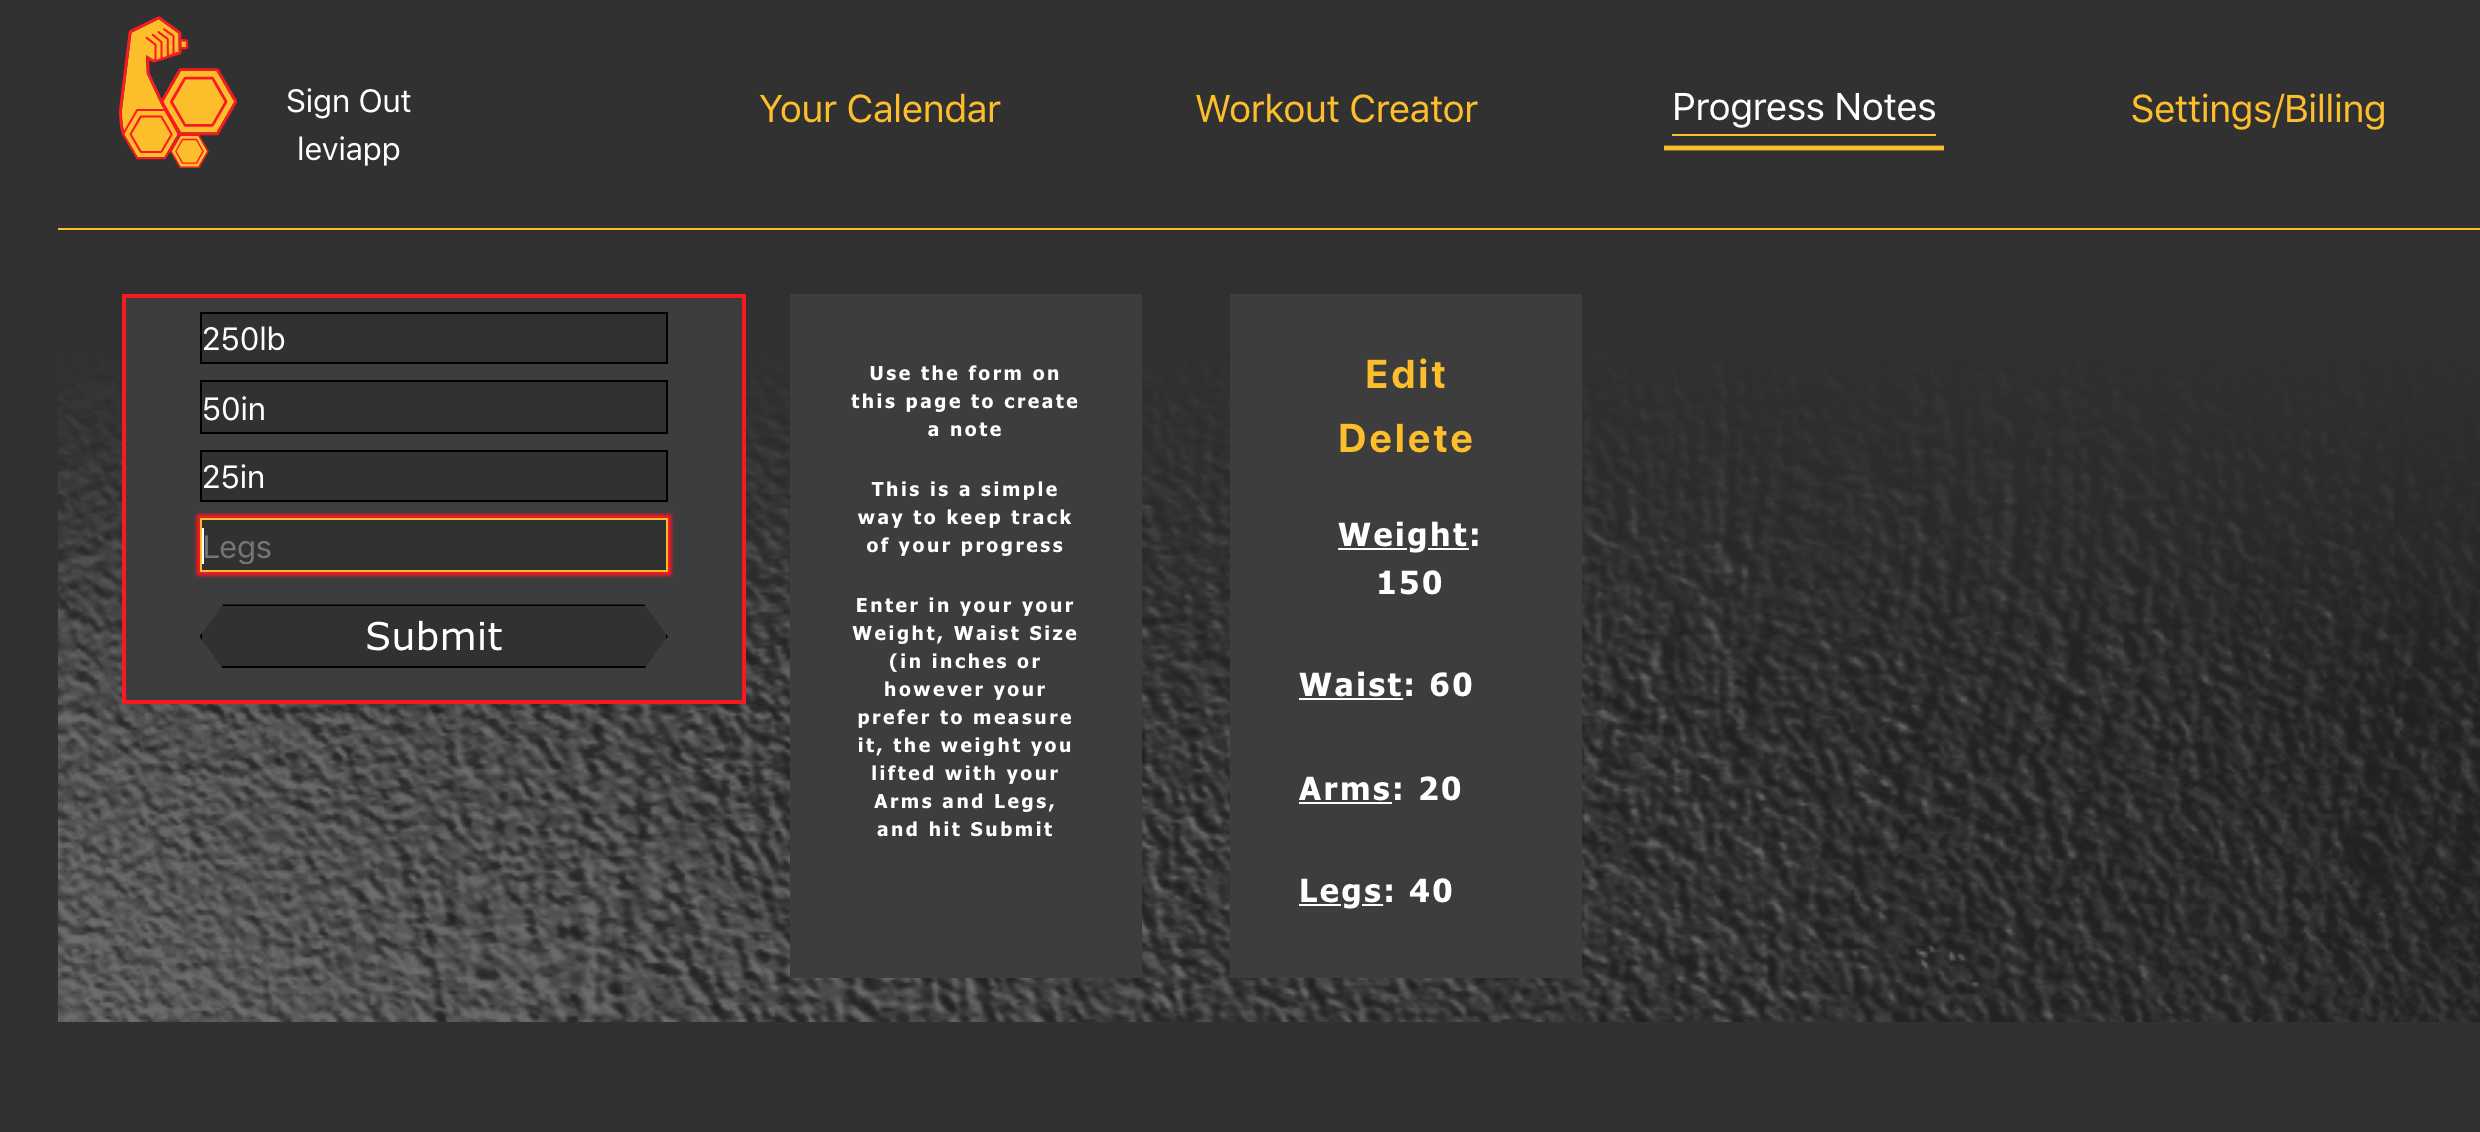 Sign Out
leviapp
Your Calendar
Workout Creator
Progress Notes
Settings/Billing
250lb
50in
25in
Legs
Submit
Use the form on
this page to create
a note
This is a simple
way to keep track
of your progress
Enter in your your
Weight, Waist Size
(in inches or
however your
prefer to measure
it, the weight you
lifted with your
Arms and Legs,
and hit Submit
Edit
Delete
Weight:
150
Waist: 60
Arms: 20
Legs: 40